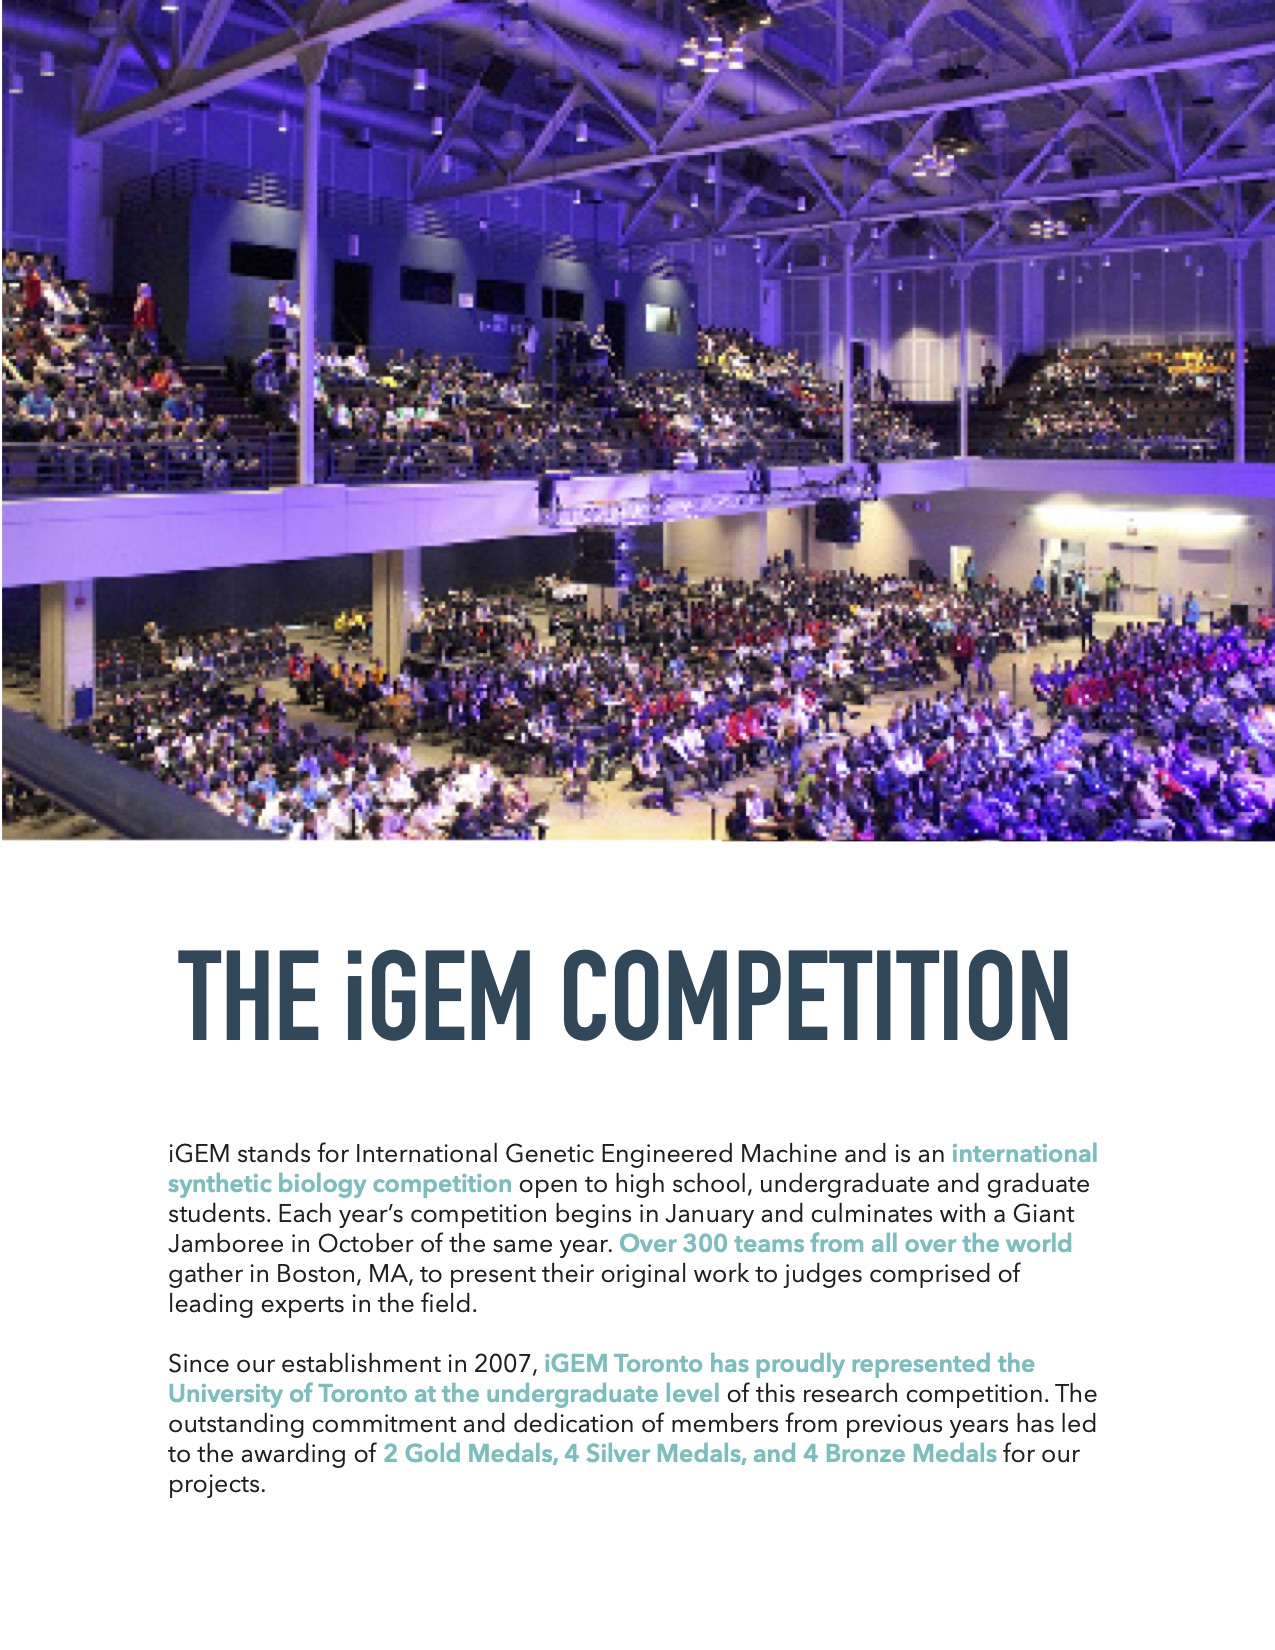 THE iGEM COMPETITION
iGEM stands for International Genetic Engineered Machine and is an international
synthetic biology competition open to high school, undergraduate and graduate
students. Each year’s competition begins in January and culminates with a Giant
Jamboree in October of the same year. Over 300 teams from all over the world
gather in Boston, MA, to present their original work to judges comprised of
leading experts in the field.
Since our establishment in 2007, iGEM Toronto has proudly represented the
University of Toronto at the undergraduate level of this research competition. The
outstanding commitment and dedication of members from previous years has led
to the awarding of 2 Gold Medals, 4 Silver Medals, and 4 Bronze Medals for our
projects.